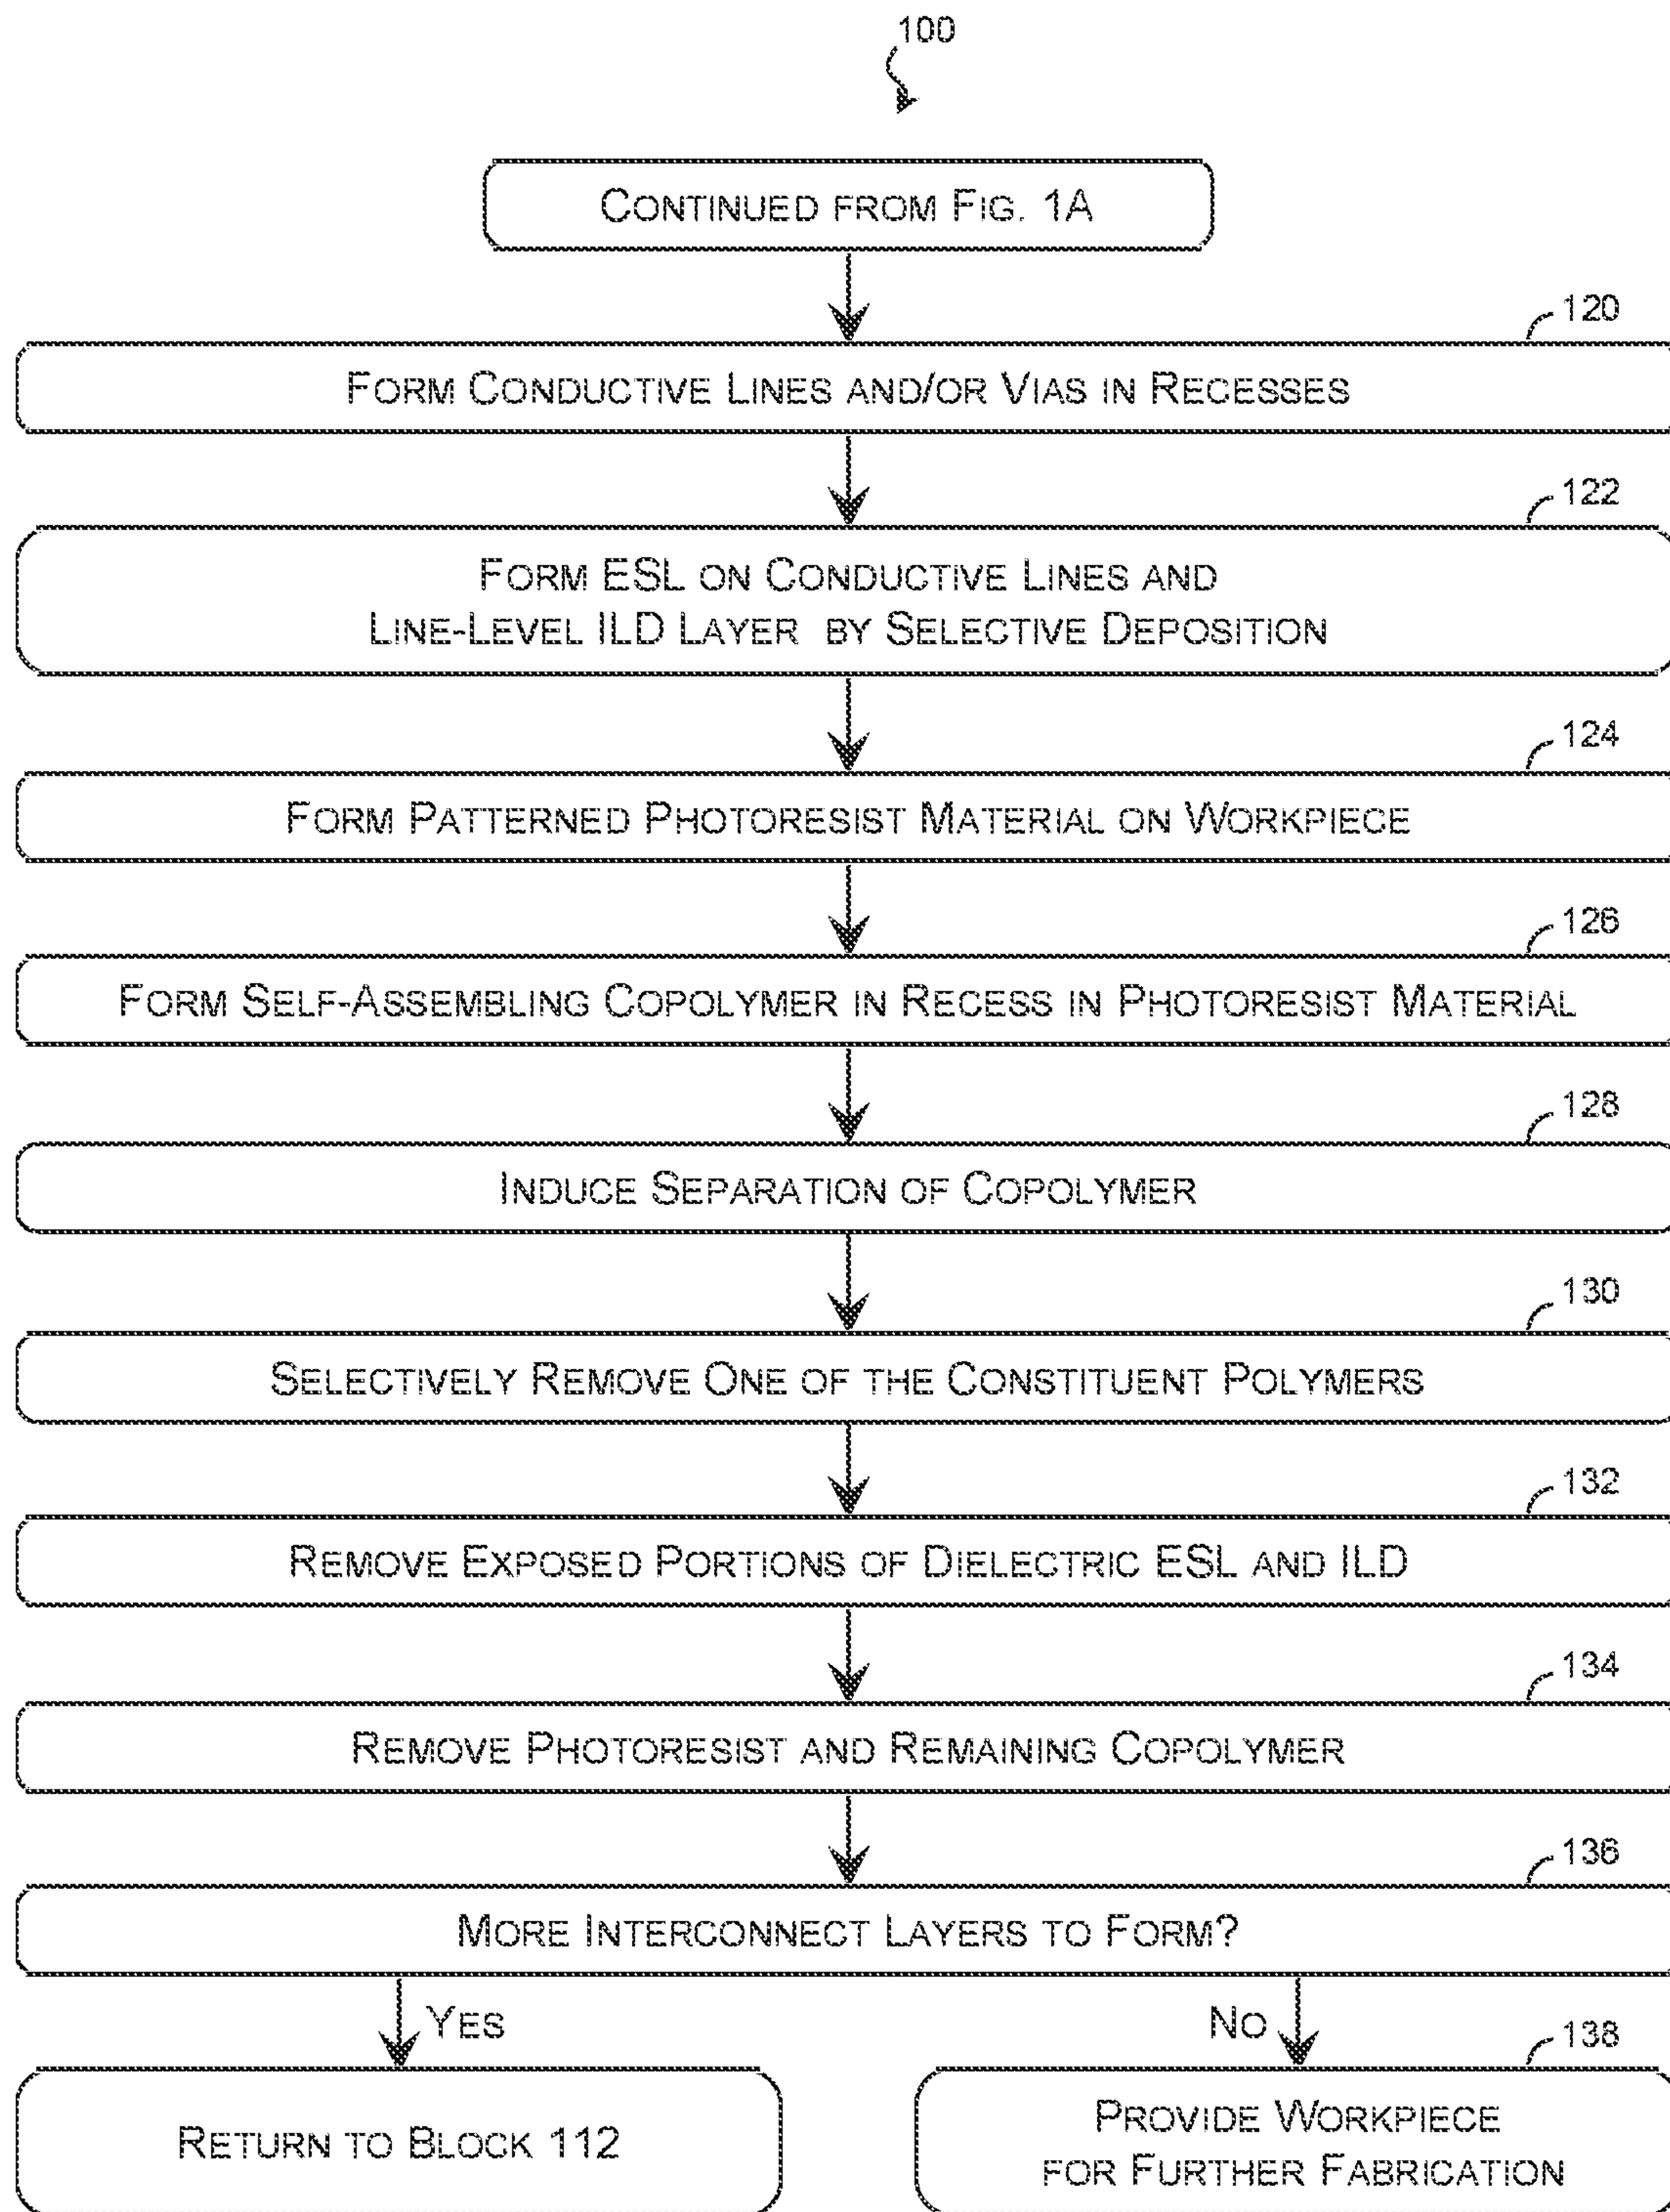 100
CONTINUED FROM FIG. 1A
120
FORM CONDUCTIVE LINES AND/OR VIAS IN RECESSES
122
FORM ESL ON CONDUCTIVE LINES AND
LINE-LEVEL ILD LAYER BY SELECTIVE DEPOSITION
124
FORM PATTERNED PHOTORESIST MATERIAL ON WORKPIECE
126
FORM SELF-ASSEMBLING COPOLYMER IN RECESS IN PHOTORESIST MATERIAL
128
INDUCE SEPARATION OF COPOLYMER
130
SELECTIVELY REMOVE ONE OF THE CONSTITUENT POLYMERS
132
REMOVE EXPOSED PORTIONS OF DIELECTRIC ESL AND ILD
134
REMOVE PHOTORESIST AND REMAINING COPOLYMER
136
MORE INTERCONNECT LAYERS TO FORM?
YES
NO
138
RETURN TO BLOCK 112
PROVIDE WORKPIECE
FOR FURTHER FABRICATION